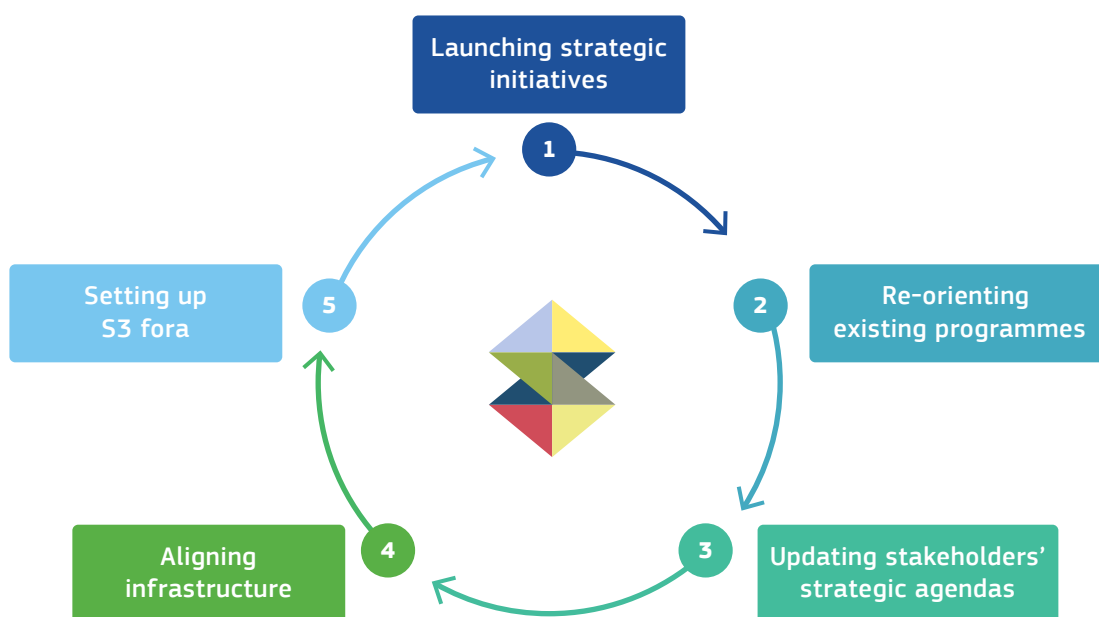 Launching strategic
initiatives
1
2
Re-orienting
existing programmes
3
Updating stakeholders’
strategic agendas
4
Aligning
infrastructure
5
Setting up
S3 fora